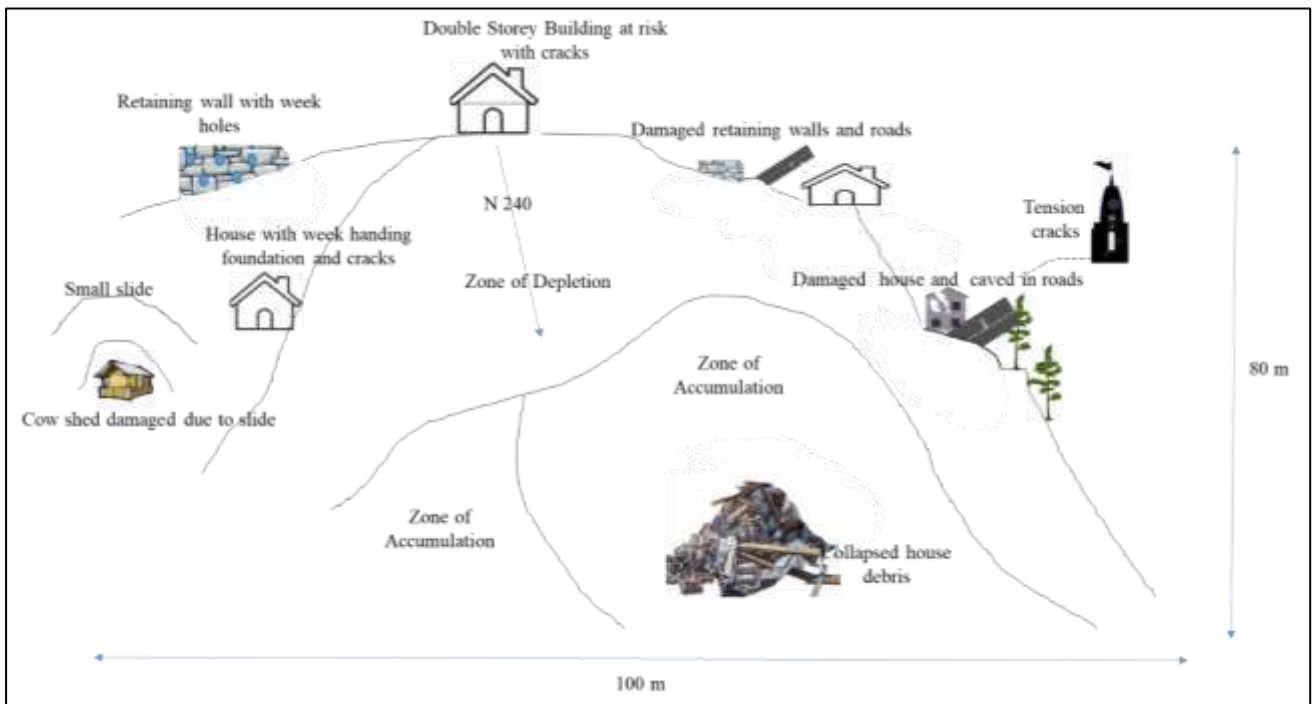 Double Storey Building at risk
with cracks
Retaining wall with week
holes
Damaged retaining walls and roads
N 240
Tension
cracks
House with week handing
foundation and cracks
Zone of Depletion
Damaged house and caved in roads
Small slide
Zone of
Accumulation
80 m
Cow shed damaged due to slide
Zone of
Accumulation
Collapsed house
debris
100 m